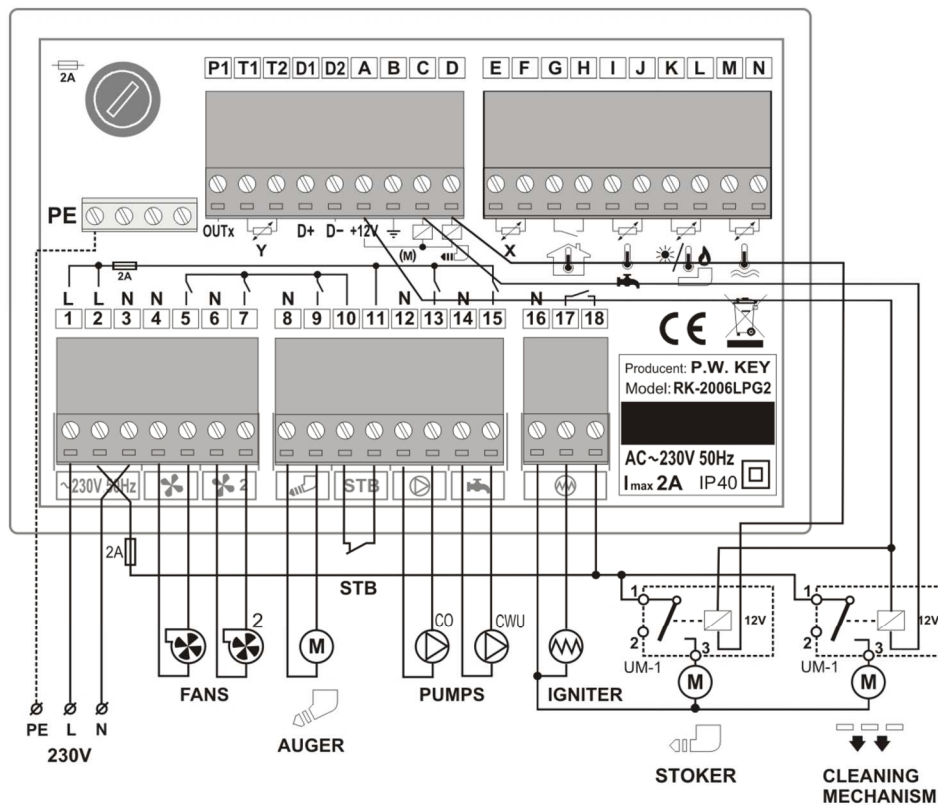 2A
P1 T1 T2 D1 D2 A B C D
E F G H I J K L M N
PE
OUTx Y D+ D− +12V (M) X
2A
L L N N N N N N N
1 2 3 4 5 6 7 8 9 10 11 12 13 14 15 16 17 18
CE
Producent: P.W. KEY
Model: RK-2006LPG2
AC~230V 50Hz
Imax 2A IP40
~230V 50Hz 2 STB
2A
STB
1 12V 1 12V
2 2
2 CO CWU
M
UM-1 3 UM-1 3
M M
FANS PUMPS IGNITER
PE L N
230V
AUGER
STOKER
CLEANING
MECHANISM